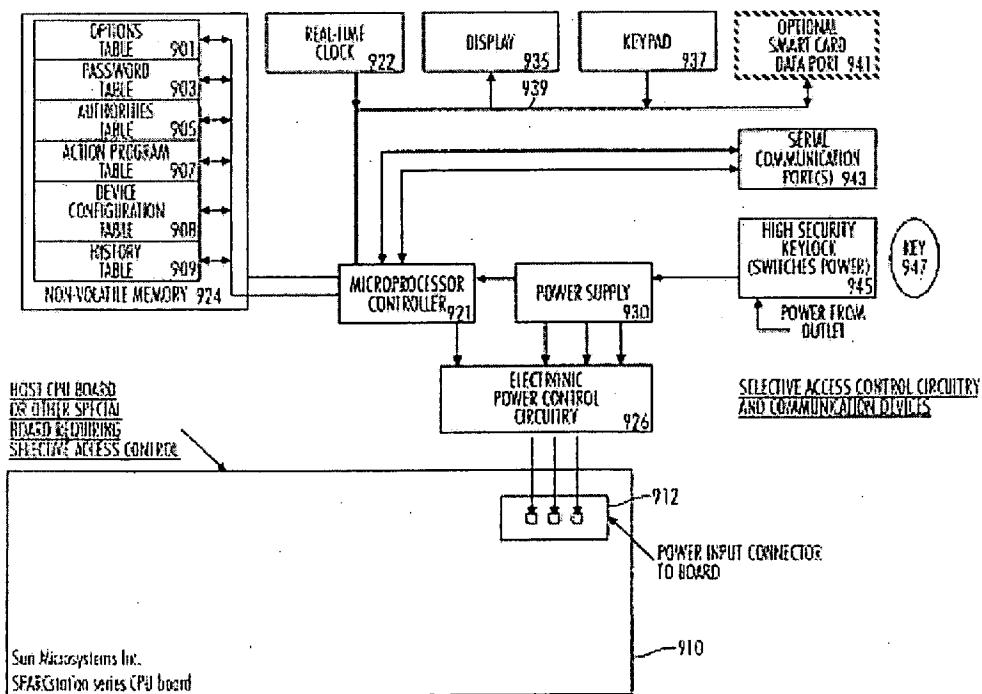 OPTIONS
TABLE 901
PASSWORD
TABLE 903
AUTHORITIES
TABLE 905
ACTION PROGRAM
TABLE 907
DEVICE
CONFIGURATION
TABLE 908
HISTORY
TABLE 909
NON-VOLATILE MEMORY 924
REAL-TIME
CLOCK
922
DISPLAY
935
939
KEYPAD
937
OPTIONAL
SMART CARD
DATA PORT 941
SERIAL
COMMUNICATION
PORT(S) 943
HIGH SECURITY
KEYLOCK
(SWITCHES POWER)
945
KEY
947
POWER FROM
OUTLET
MICROPROCESSOR
CONTROLLER
921
POWER SUPPLY
930
ELECTRONIC
POWER CONTROL
CIRCUITRY
926
HOST CPU BOARD
OR OTHER SPECIAL
BOARD REQUIRING
SELECTIVE ACCESS CONTROL
SELECTIVE ACCESS CONTROL CIRCUITRY
AND COMMUNICATION DEVICES
912
POWER INPUT CONNECTOR
TO BOARD
910
Sun Microsystems Inc.
SPARCstation series CPU board